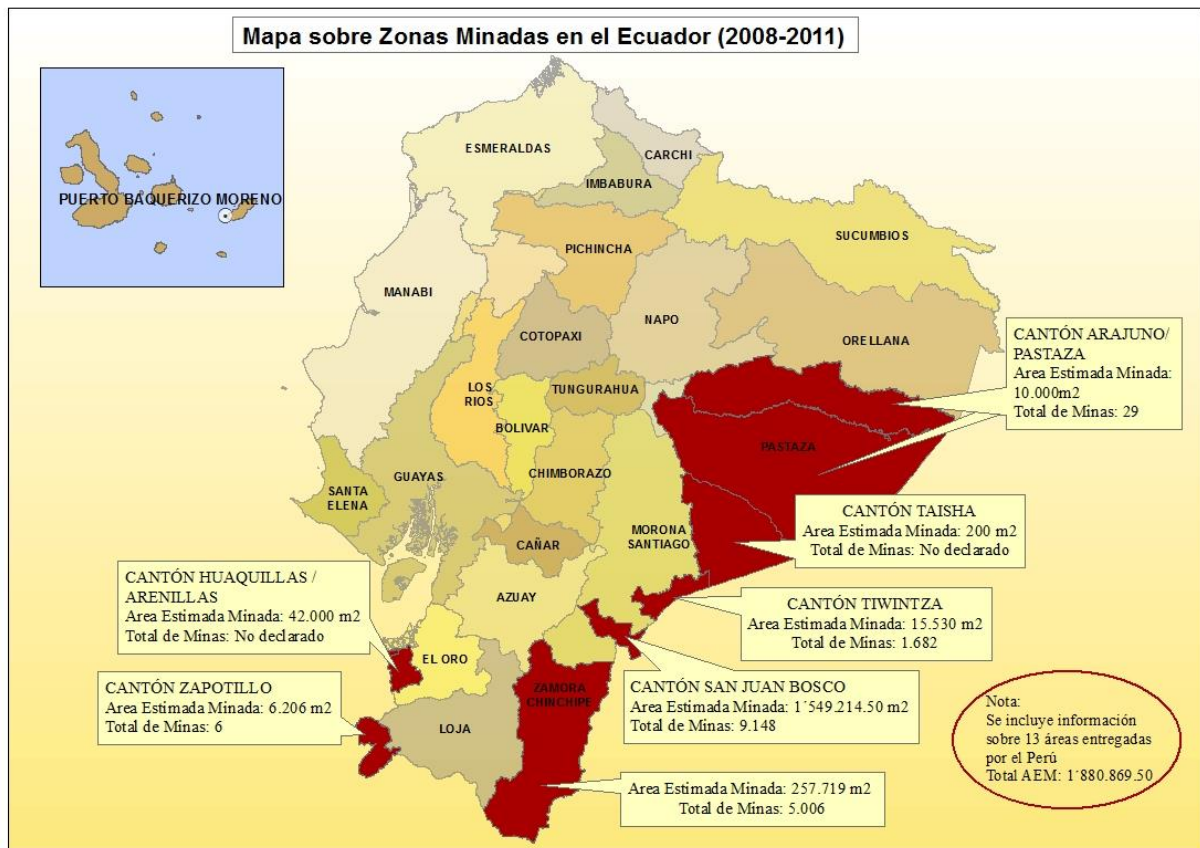 Mapa sobre Zonas Minadas en el Ecuador (2008-2011)
PUERTO BAQUERIZO MORENO
ESMERALDAS
CARCHI
IMBABURA
SUCUMBIOS
PICHINCHA
MANABI
NAPO
COTOPAXI
ORELLANA
CANTÓN ARAJUNO/
PASTAZA
Area Estimada Minada:
10.000m2
Total de Minas: 29
LOS
RIOS
TUNGURAHUA
BOLIVAR
PASTAZA
CHIMBORAZO
GUAYAS
SANTA
ELENA
MORONA
SANTIAGO
CANTÓN TAISHA
Area Estimada Minada: 200 m2
Total de Minas: No declarado
CAÑAR
AZUAY
CANTÓN HUAQUILLAS /
ARENILLAS
Area Estimada Minada: 42.000 m2
Total de Minas: No declarado
CANTÓN TIWINTZA
Area Estimada Minada: 15.530 m2
Total de Minas: 1.682
EL ORO
CANTÓN ZAPOTILLO
Area Estimada Minada: 6.206 m2
Total de Minas: 6
LOJA
ZAMORA
CHINCHIPE
CANTÓN SAN JUAN BOSCO
Area Estimada Minada: 1´549.214.50 m2
Total de Minas: 9.148
Area Estimada Minada: 257.719 m2
Total de Minas: 5.006
Nota:
Se incluye información
sobre 13 áreas entregadas
por el Perú
Total AEM: 1´880.869.50